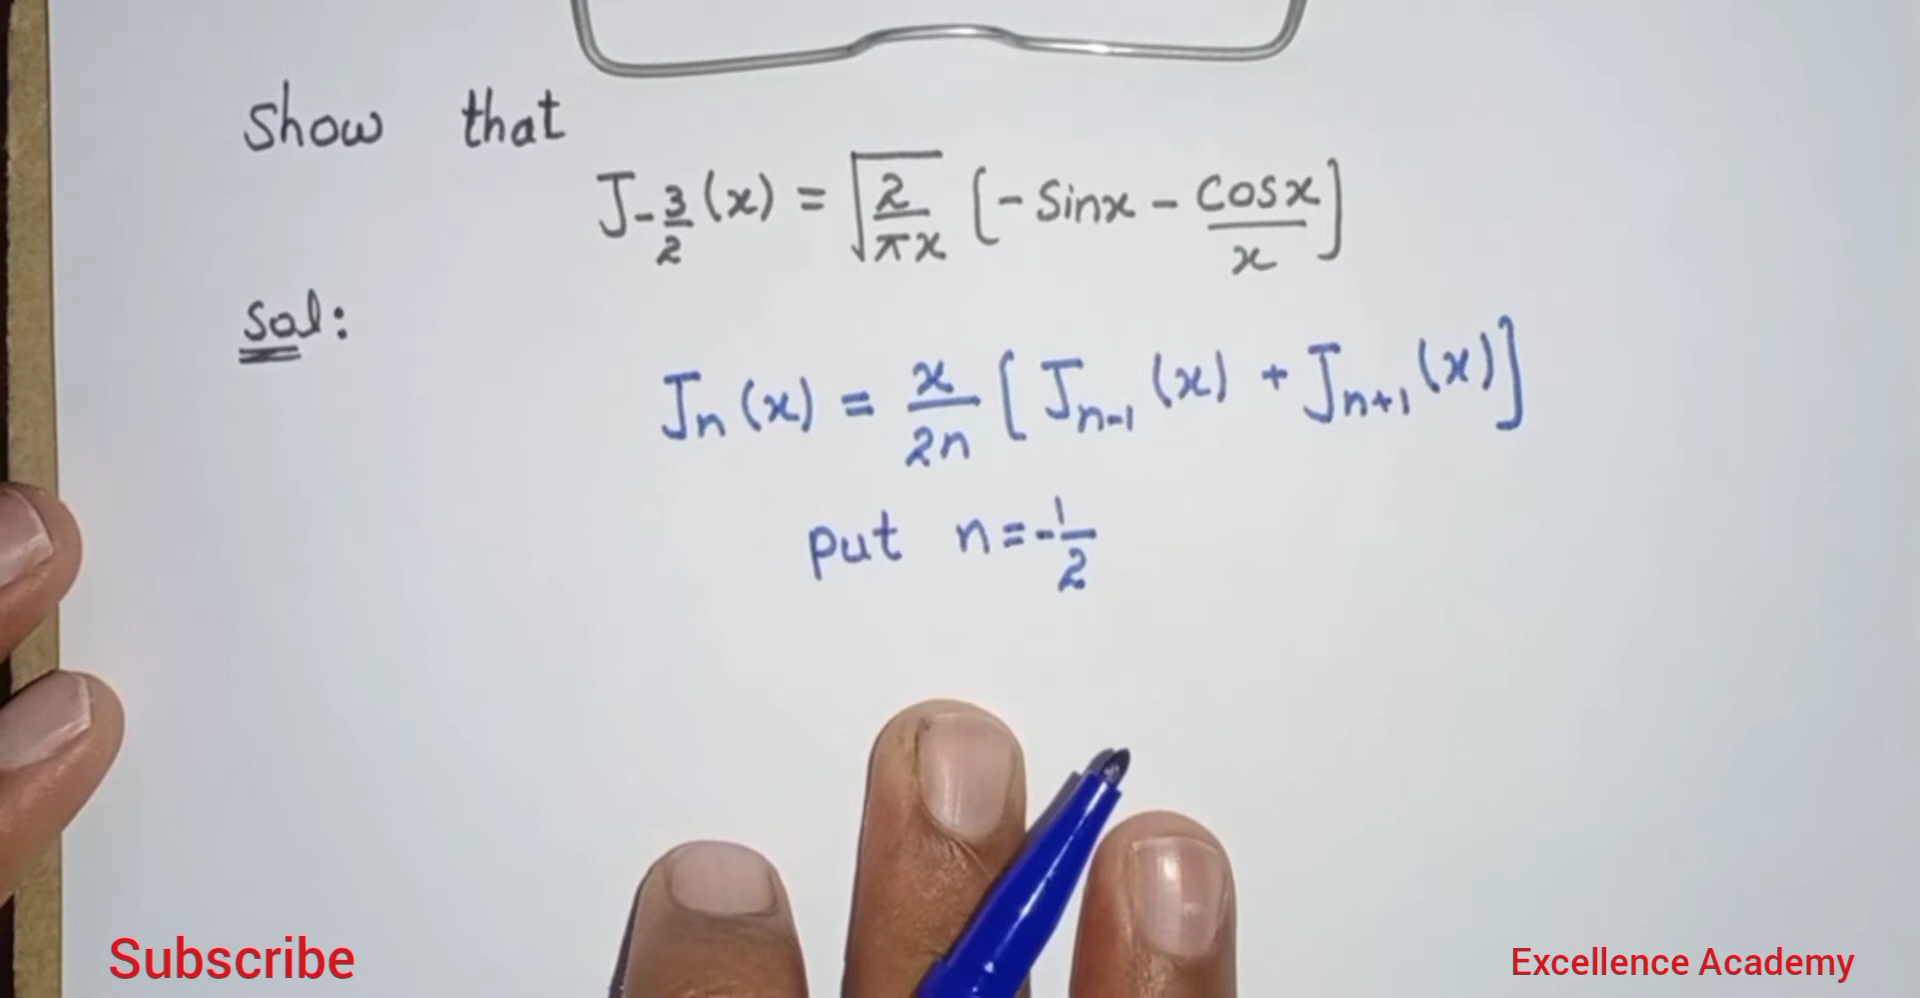 Show that
J-3/2 (x) = √(2/πx) [-Sinx - Cosx/x]
Sol:
Jn(x) = x/2n [Jn-1 (x) + Jn+1 (x)]
put n = -1/2
Subscribe
Excellence Academy